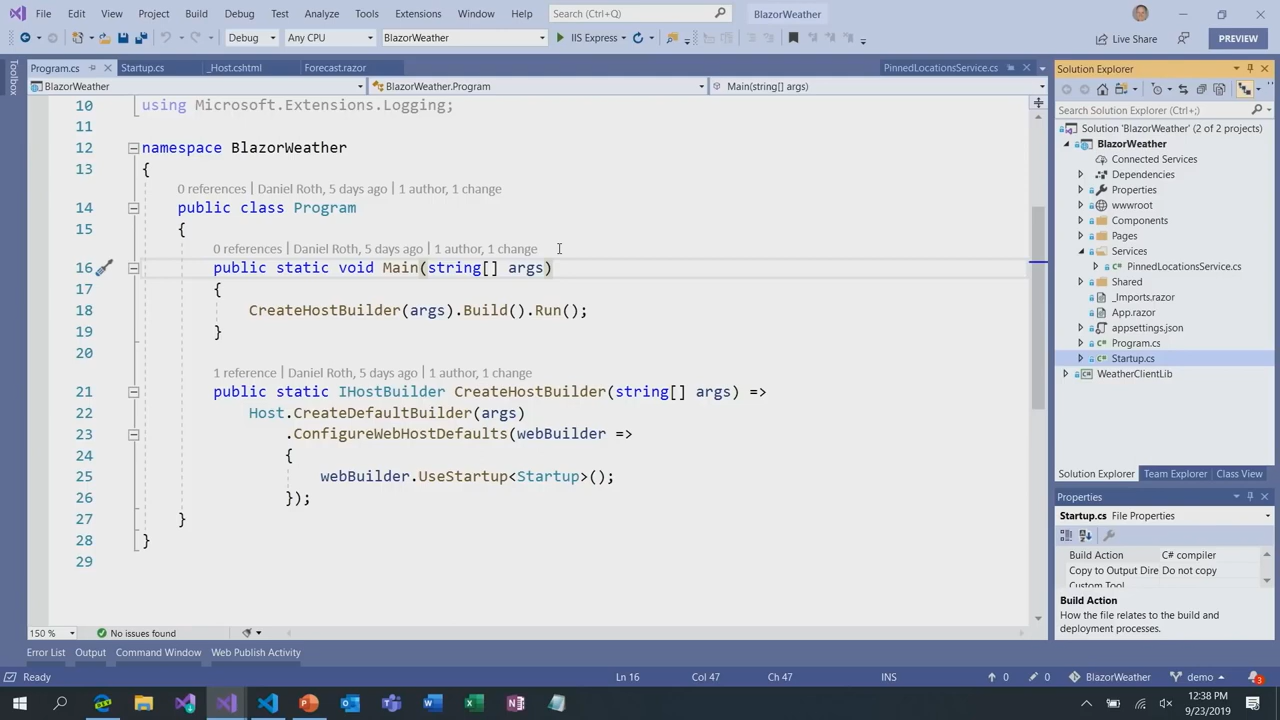 File Edit View Project Build Debug Test Analyze Tools Extensions Window Help Search (Ctrl+Q) BlazorWeather
Debug Any CPU BlazorWeather IIS Express Live Share PREVIEW
Toolbox
Program.cs Startup.cs _Host.cshtml Forecast.razor PinnedLocationsService.cs
BlazorWeather BlazorWeather.Program Main(string[] args)
10 using Microsoft.Extensions.Logging;
11
12 namespace BlazorWeather
13 {
0 references | Daniel Roth, 5 days ago | 1 author, 1 change
14 public class Program
15 {
0 references | Daniel Roth, 5 days ago | 1 author, 1 change
16 public static void Main(string[] args)
17 {
18 CreateHostBuilder(args).Build().Run();
19 }
20
1 reference | Daniel Roth, 5 days ago | 1 author, 1 change
21 public static IHostBuilder CreateHostBuilder(string[] args) =>
22 Host.CreateDefaultBuilder(args)
23 .ConfigureWebHostDefaults(webBuilder =>
24 {
25 webBuilder.UseStartup<Startup>();
26 });
27 }
28 }
29
150 % No issues found
Error List Output Command Window Web Publish Activity
Solution Explorer
Search Solution Explorer (Ctrl+;)
Solution 'BlazorWeather' (2 of 2 projects)
BlazorWeather
Connected Services
Dependencies
Properties
wwwroot
Components
Pages
Services
PinnedLocationsService.cs
Shared
_Imports.razor
App.razor
appsettings.json
Program.cs
Startup.cs
WeatherClientLib
Solution Explorer Team Explorer Class View
Properties
Startup.cs File Properties
Build Action C# compiler
Copy to Output Dire Do not copy
Custom Tool
Build Action
How the file relates to the build and
deployment processes.
Ready Ln 16 Col 47 Ch 47 INS 0 0 BlazorWeather demo 3
12:38 PM
9/23/2019